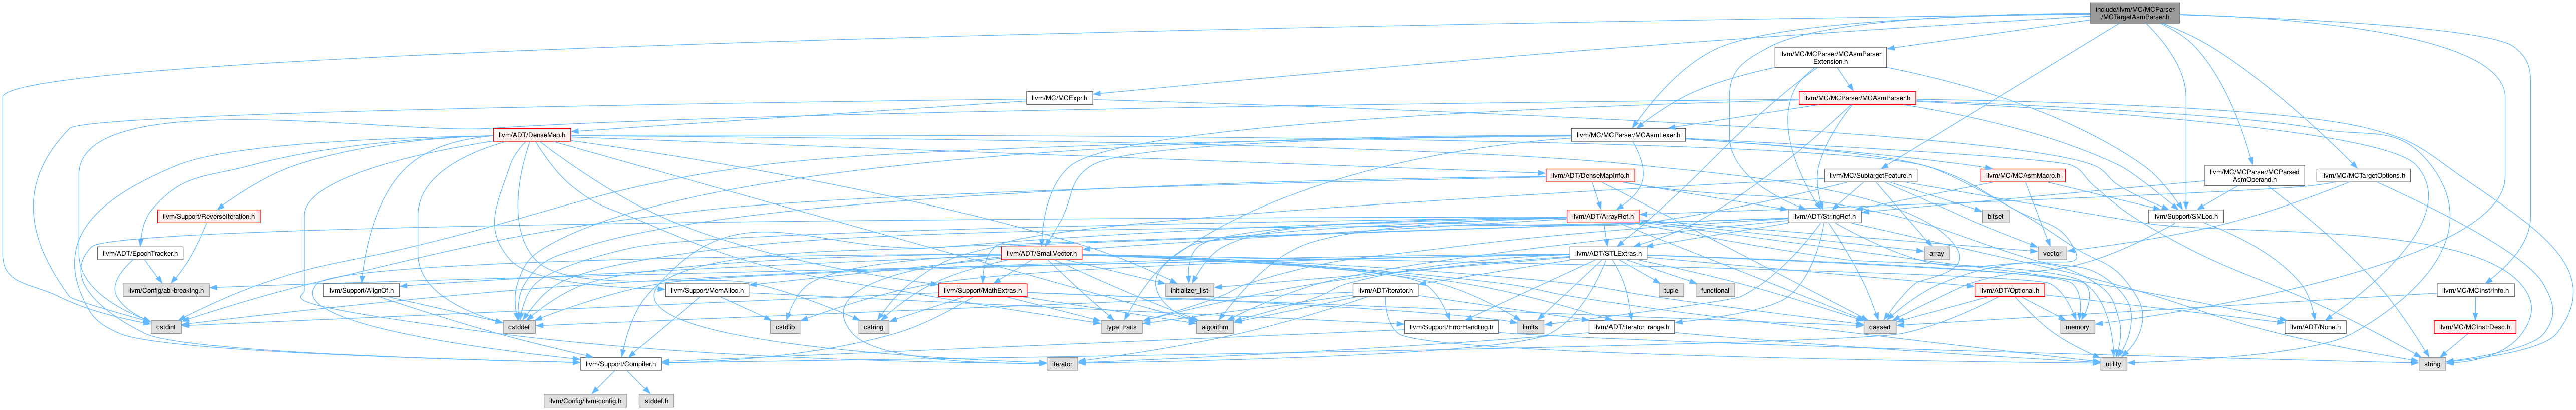 include/llvm/MC/MCParser
/MCTargetAsmParser.h
llvm/MC/MCParser/MCAsmParser
Extension.h
llvm/MC/MCExpr.h
llvm/MC/MCParser/MCAsmParser.h
llvm/ADT/DenseMap.h
llvm/MC/MCParser/MCAsmLexer.h
llvm/ADT/DenseMapInfo.h
llvm/MC/SubtargetFeature.h
llvm/MC/MCAsmMacro.h
llvm/MC/MCParser/MCParsed
AsmOperand.h
llvm/MC/MCTargetOptions.h
llvm/Support/ReverseIteration.h
llvm/ADT/ArrayRef.h
llvm/ADT/StringRef.h
bitset
llvm/Support/SMLoc.h
llvm/ADT/EpochTracker.h
llvm/ADT/SmallVector.h
llvm/ADT/STLExtras.h
array
vector
llvm/Config/abi-breaking.h
llvm/Support/AlignOf.h
llvm/Support/MemAlloc.h
llvm/Support/MathExtras.h
initializer_list
llvm/ADT/iterator.h
tuple
functional
llvm/ADT/Optional.h
llvm/MC/MCInstrInfo.h
cstdint
cstddef
cstdlib
cstring
type_traits
algorithm
llvm/Support/ErrorHandling.h
limits
llvm/ADT/iterator_range.h
cassert
memory
llvm/ADT/None.h
llvm/MC/MCInstrDesc.h
llvm/Support/Compiler.h
iterator
utility
string
llvm/Config/llvm-config.h
stddef.h